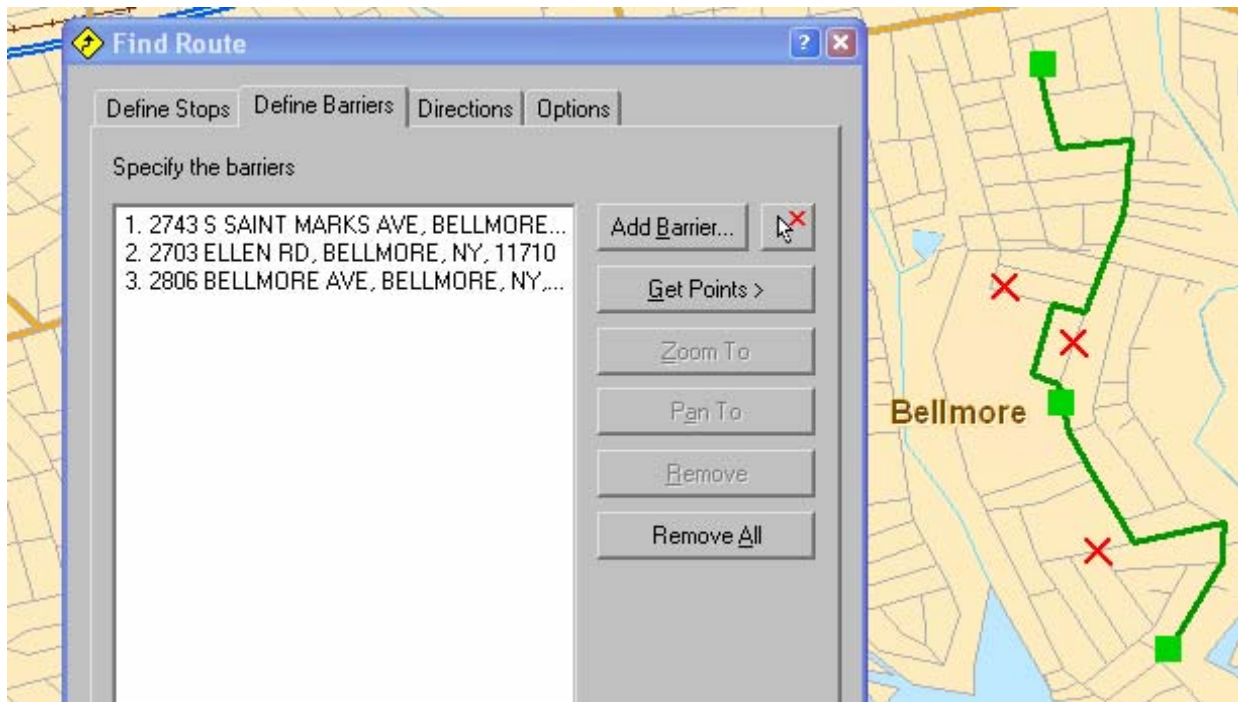 Find Route
?
Define Stops Define Barriers Directions Options
Specify the barriers
1. 2743 S SAINT MARKS AVE, BELLMORE...
2. 2703 ELLEN RD, BELLMORE, NY, 11710
3. 2806 BELLMORE AVE, BELLMORE, NY,...
Add Barrier...
Get Points >
Zoom To
Pan To
Remove
Remove All
Bellmore